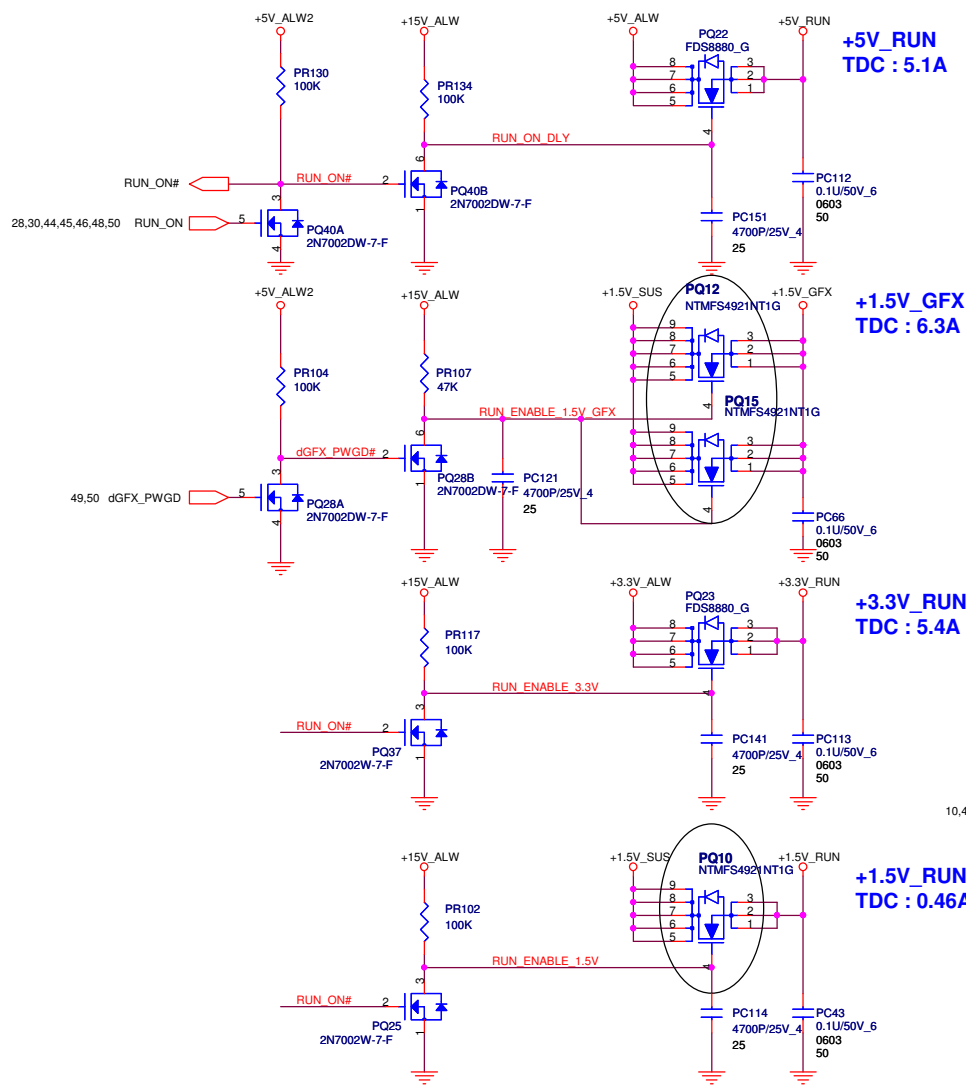 +5V_ALW2
+15V_ALW
+5V_ALW
+5V_RUN
PQ22
FDS8880_G
+5V_RUN
TDC : 5.1A
PR130
100K
PR134
100K
8
7
6
5
3
2
1
4
RUN_ON_DLY
RUN_ON#
RUN_ON#
2
6
1
PQ40B
2N7002DW-7-F
28,30,44,45,46,48,50
RUN_ON
5
3
4
PQ40A
2N7002DW-7-F
PC151
4700P/25V_4
25
PC112
0.1U/50V_6
0603
50
+5V_ALW2
+15V_ALW
+1.5V_SUS
PQ12
NTMFS4921NT1G
+1.5V_GFX
+1.5V_GFX
TDC : 6.3A
PR104
100K
PR107
47K
9
8
7
6
5
3
2
1
4
RUN_ENABLE_1.5V_GFX
PQ15
NTMFS4921NT1G
9
8
7
6
5
3
2
1
4
dGFX_PWGD#
2
6
1
PQ28B
2N7002DW-7-F
PC121
4700P/25V_4
25
49,50
dGFX_PWGD
5
3
4
PQ28A
2N7002DW-7-F
PC66
0.1U/50V_6
0603
50
+15V_ALW
+3.3V_ALW
PQ23
FDS8880_G
+3.3V_RUN
+3.3V_RUN
TDC : 5.4A
PR117
100K
8
7
6
5
3
2
1
4
RUN_ENABLE_3.3V
RUN_ON#
2
3
1
PQ37
2N7002W-7-F
PC141
4700P/25V_4
25
PC113
0.1U/50V_6
0603
50
10,4
+15V_ALW
+1.5V_SUS
PQ10
NTMFS4921NT1G
+1.5V_RUN
+1.5V_RUN
TDC : 0.46A
PR102
100K
9
8
7
6
5
3
2
1
4
RUN_ENABLE_1.5V
RUN_ON#
2
3
1
PQ25
2N7002W-7-F
PC114
4700P/25V_4
25
PC43
0.1U/50V_6
0603
50